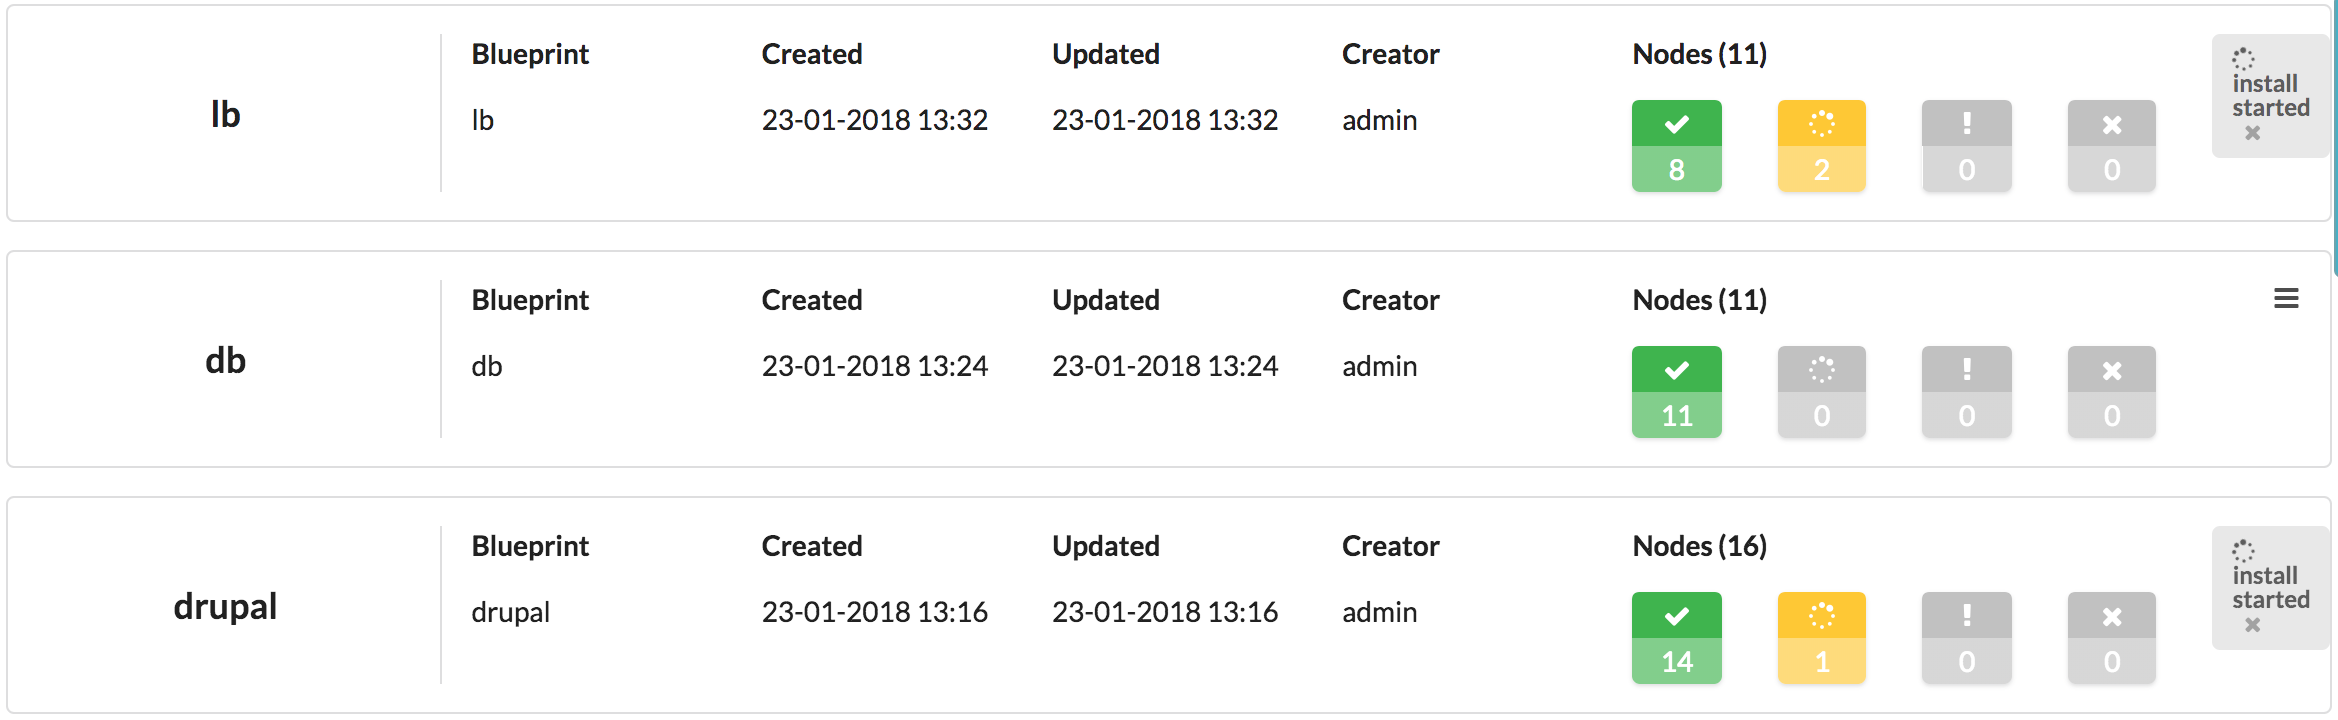 lb
Blueprint Created Updated Creator Nodes (11)
lb 23-01-2018 13:32 23-01-2018 13:32 admin
8 2 0 0
install
started
db
Blueprint Created Updated Creator Nodes (11)
db 23-01-2018 13:24 23-01-2018 13:24 admin
11 0 0 0
drupal
Blueprint Created Updated Creator Nodes (16)
drupal 23-01-2018 13:16 23-01-2018 13:16 admin
14 1 0 0
install
started